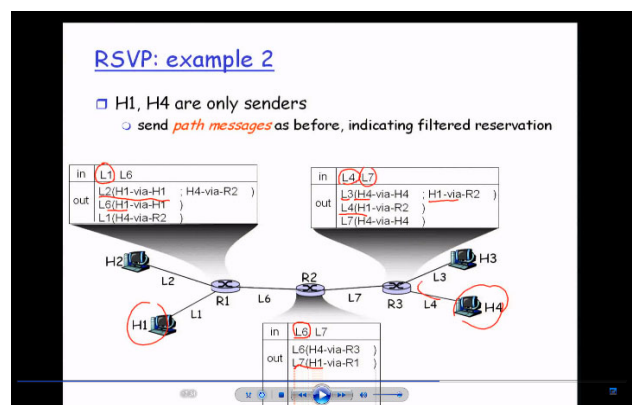 RSVP: example 2
H1, H4 are only senders
send path messages as before, indicating filtered reservation
in L1 L6
out L2(H1-via-H1 ; H4-via-R2 )
L6(H1-via-H1 )
L1(H4-via-R2 )
in L4 L7
out L3(H4-via-H4 ; H1-via-R2 )
L4(H1-via-R2 )
L7(H4-via-H4 )
H2
L2
H1
L1
R1
L6
R2
L7
R3
L3
H3
L4
H4
in L6 L7
out L6(H4-via-R3 )
L7(H1-via-R1 )